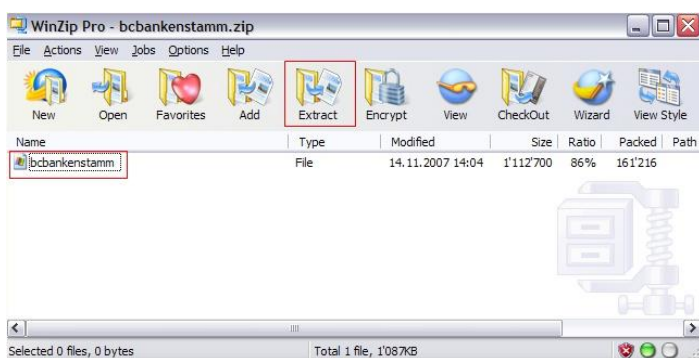 WinZip Pro - bcbankenstamm.zip
File Actions View Jobs Options Help
New Open Favorites Add Extract Encrypt View CheckOut Wizard View Style
Name Type Modified Size Ratio Packed Path
bcbankenstamm File 14.11.2007 14:04 1'112'700 86% 161'216
Selected 0 files, 0 bytes Total 1 file, 1'087KB